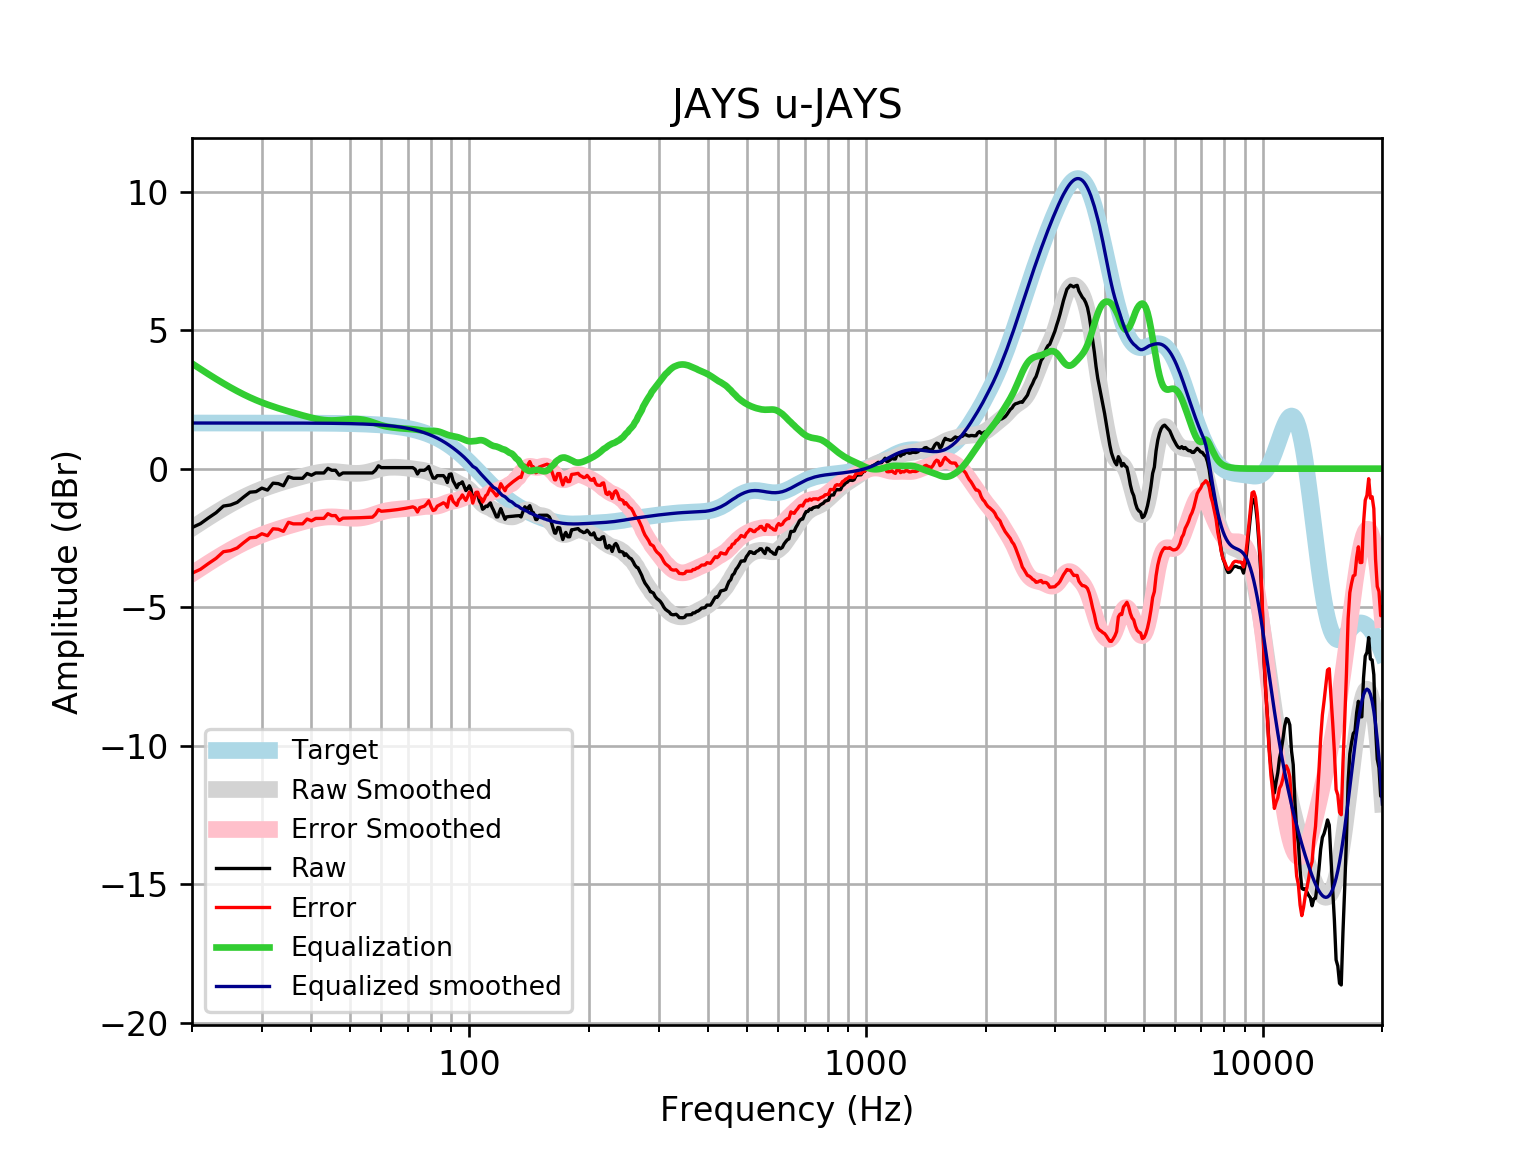 JAYS u-JAYS
10
5
0
−5
−10
−15
−20
Amplitude (dBr)
Target
Raw Smoothed
Error Smoothed
Raw
Error
Equalization
Equalized smoothed
100 1000 10000
Frequency (Hz)